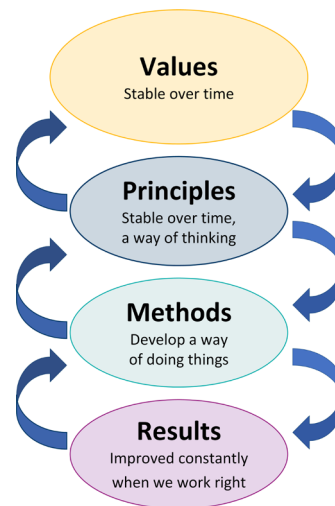 Values
Stable over time
Principles
Stable over time,
a way of thinking
Methods
Develop a way
of doing things
Results
Improved constantly
when we work right